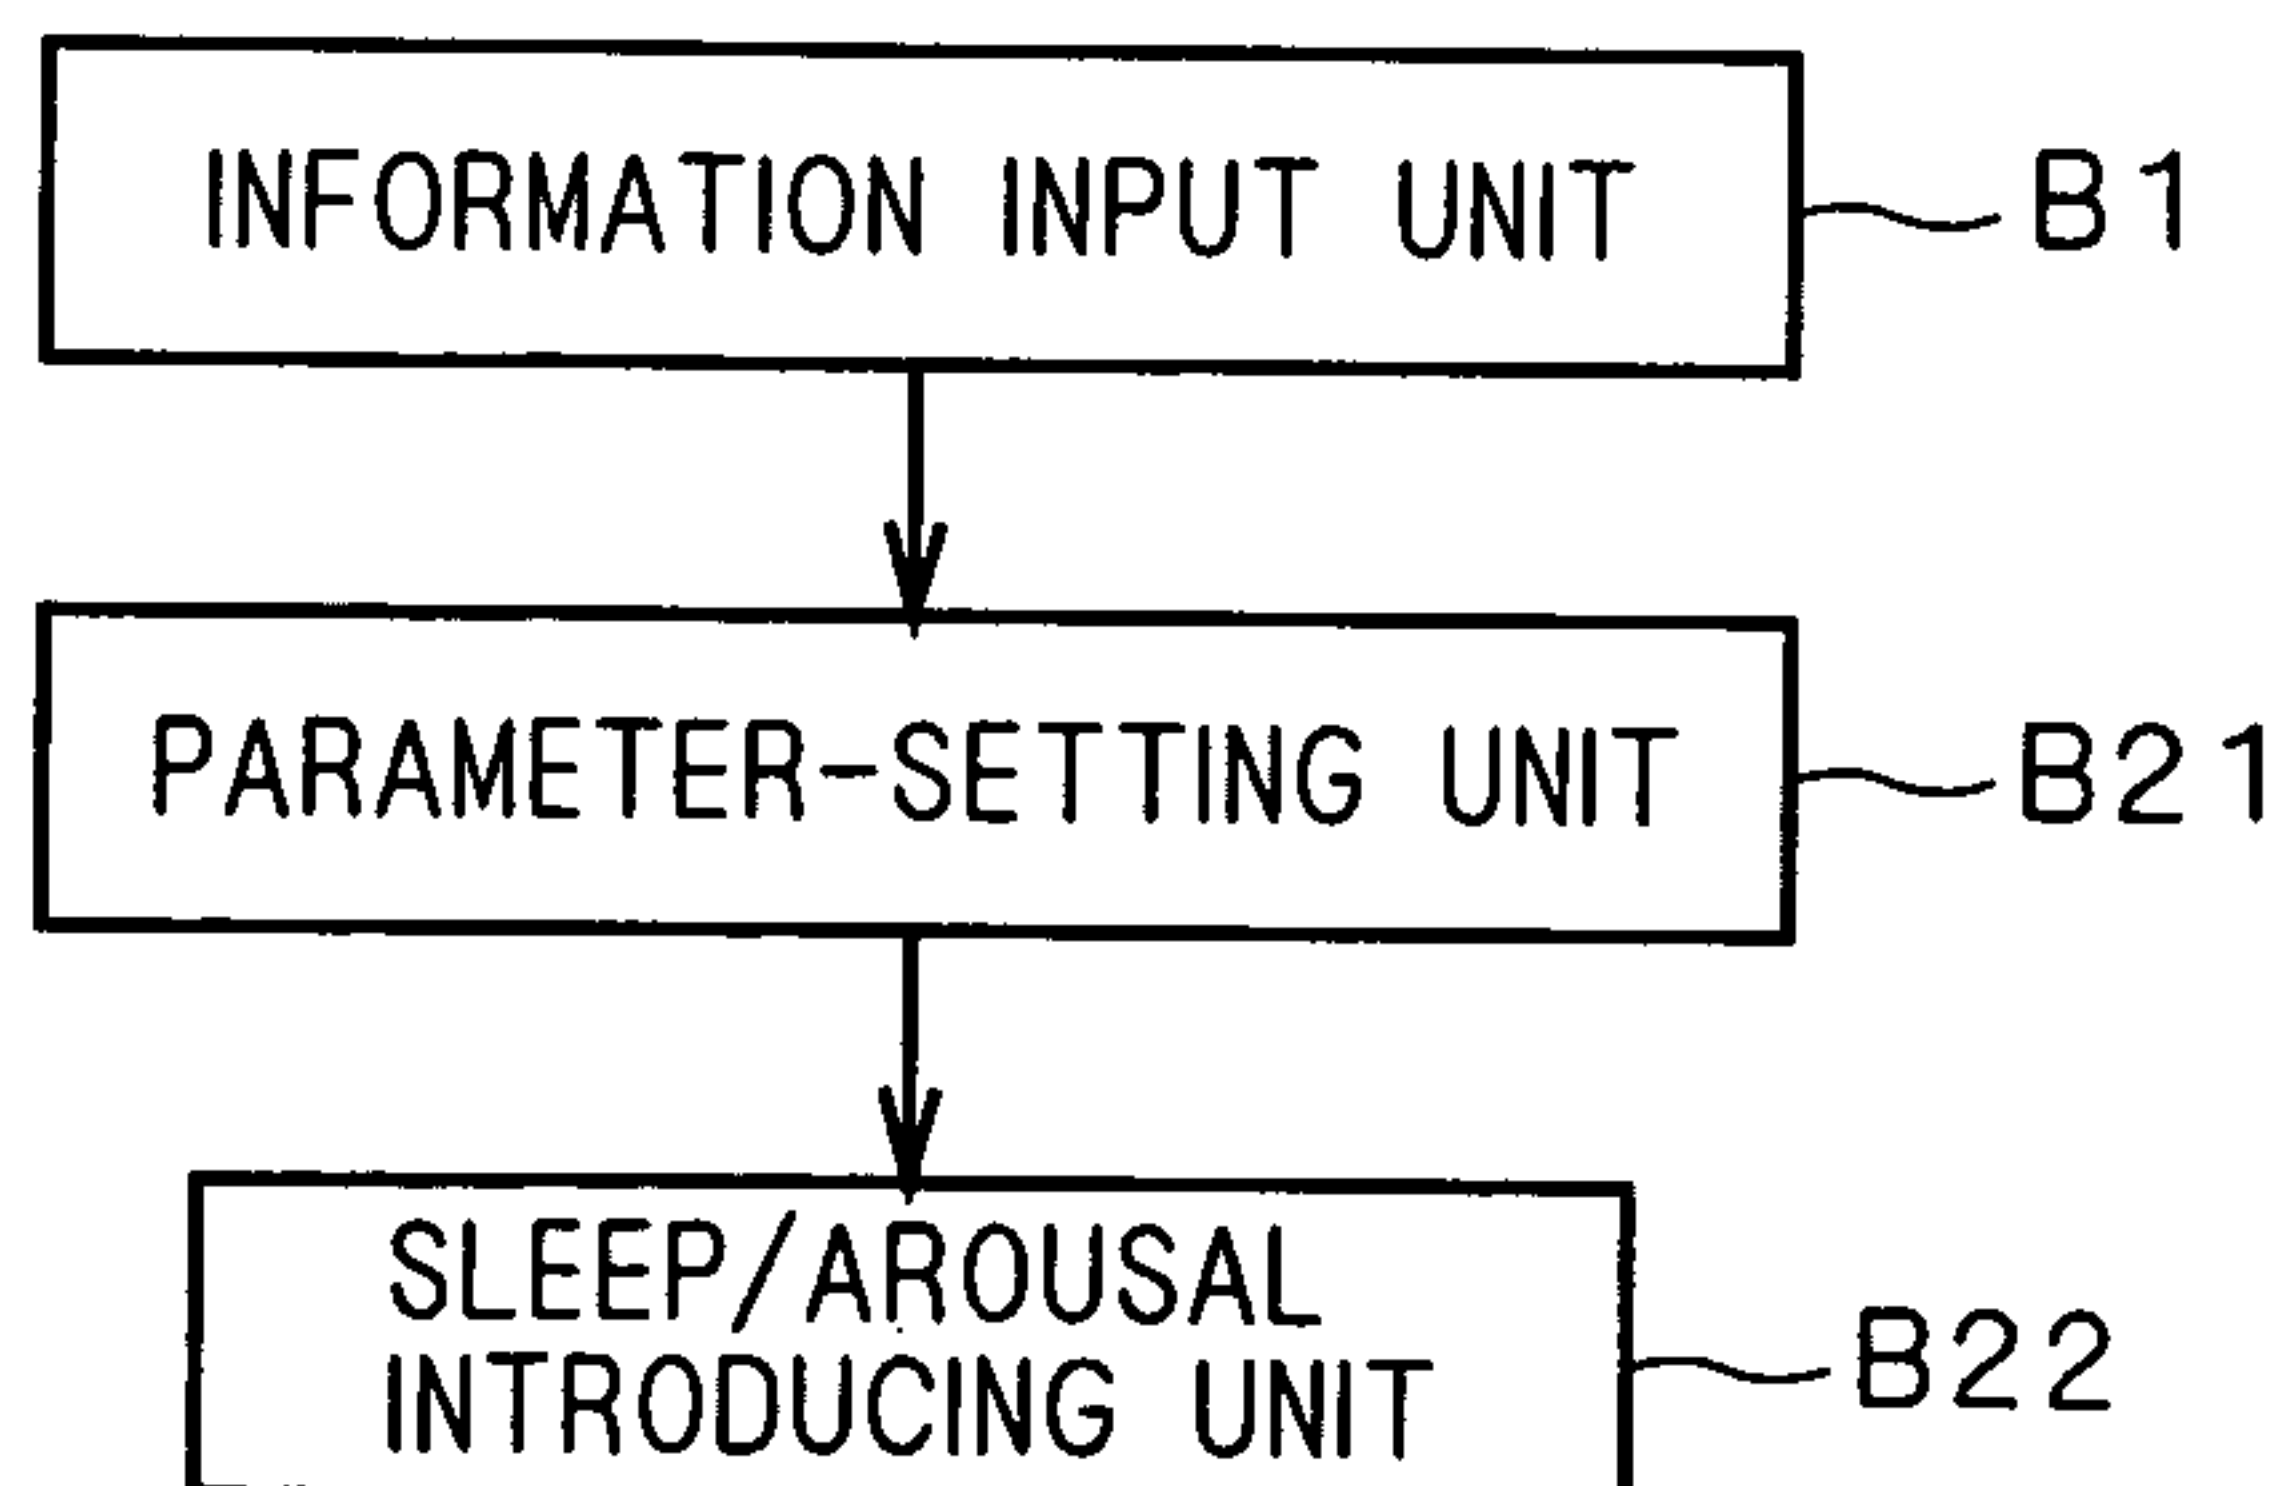 INFORMATION INPUT UNIT B1
PARAMETER-SETTING UNIT B21
SLEEP/AROUSAL
INTRODUCING UNIT B22